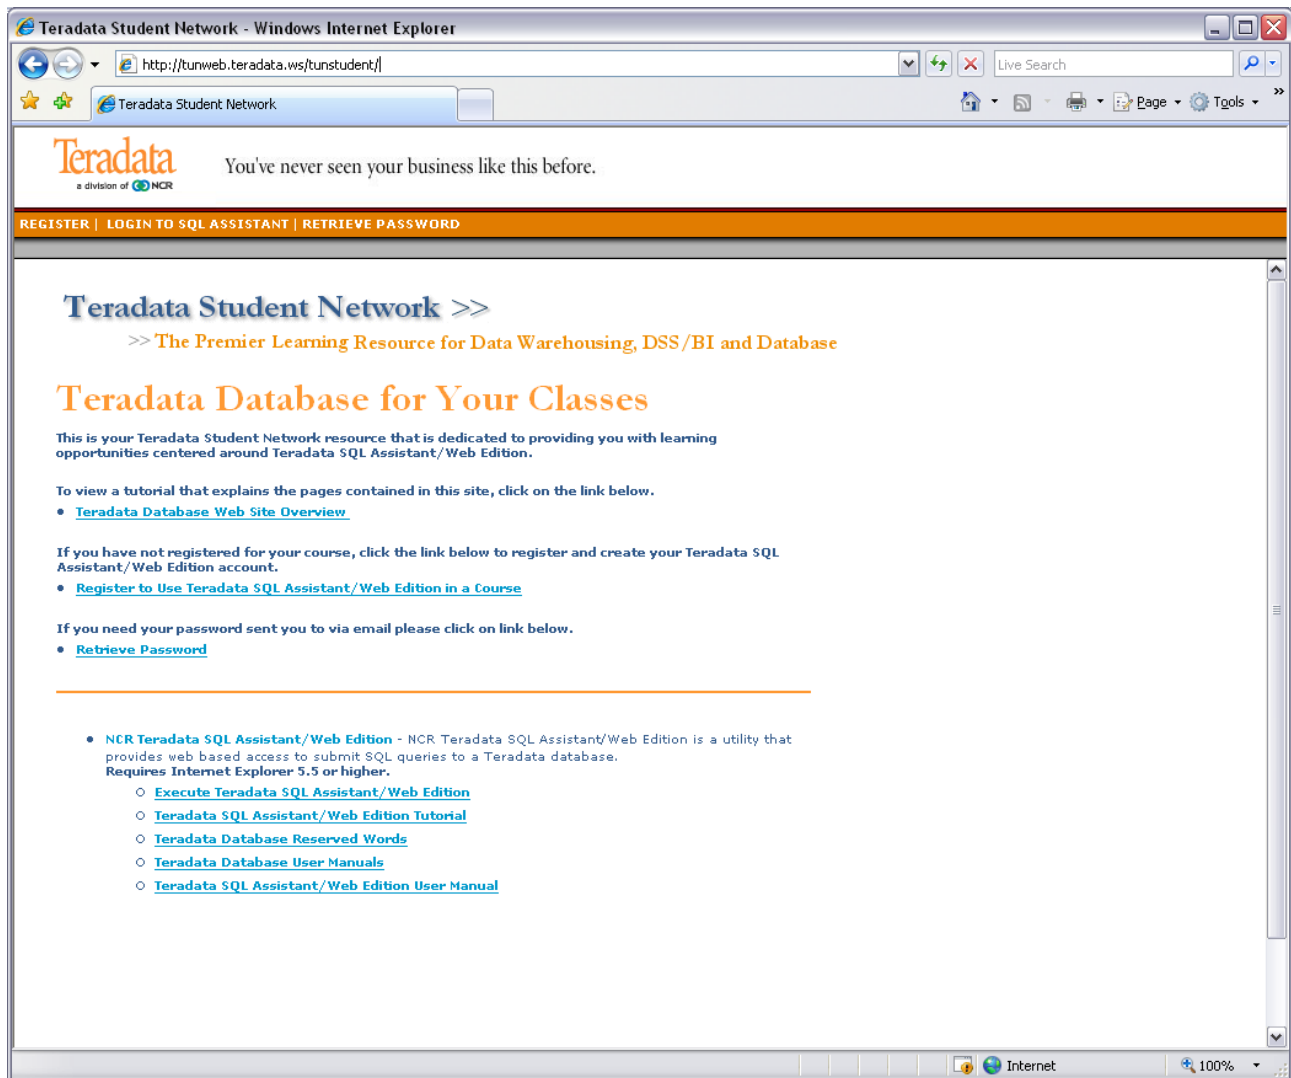 Teradata Student Network - Windows Internet Explorer
http://tunweb.teradata.ws/tunstudent/
Live Search
Teradata Student Network
Page
Tools
»
Teradata
a division of NCR
You've never seen your business like this before.
REGISTER | LOGIN TO SQL ASSISTANT | RETRIEVE PASSWORD
Teradata Student Network >>
>> The Premier Learning Resource for Data Warehousing, DSS/BI and Database
Teradata Database for Your Classes
This is your Teradata Student Network resource that is dedicated to providing you with learning
opportunities centered around Teradata SQL Assistant/Web Edition.
To view a tutorial that explains the pages contained in this site, click on the link below.
• Teradata Database Web Site Overview
If you have not registered for your course, click the link below to register and create your Teradata SQL
Assistant/Web Edition account.
• Register to Use Teradata SQL Assistant/Web Edition in a Course
If you need your password sent you to via email please click on link below.
• Retrieve Password
• NCR Teradata SQL Assistant/Web Edition - NCR Teradata SQL Assistant/Web Edition is a utility that
provides web based access to submit SQL queries to a Teradata database.
Requires Internet Explorer 5.5 or higher.
○ Execute Teradata SQL Assistant/Web Edition
○ Teradata SQL Assistant/Web Edition Tutorial
○ Teradata Database Reserved Words
○ Teradata Database User Manuals
○ Teradata SQL Assistant/Web Edition User Manual
Internet
100%